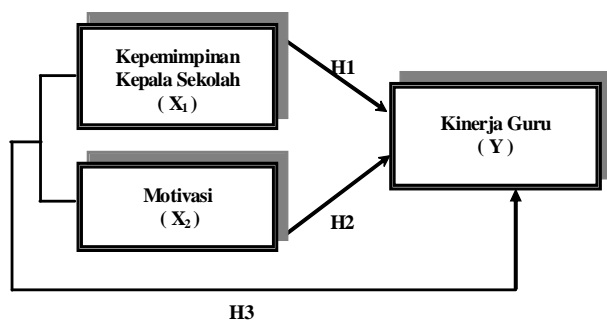 Kepemimpinan
Kepala Sekolah
( X₁ )
H1
Kinerja Guru
( Y )
Motivasi
( X₂ )
H2
H3